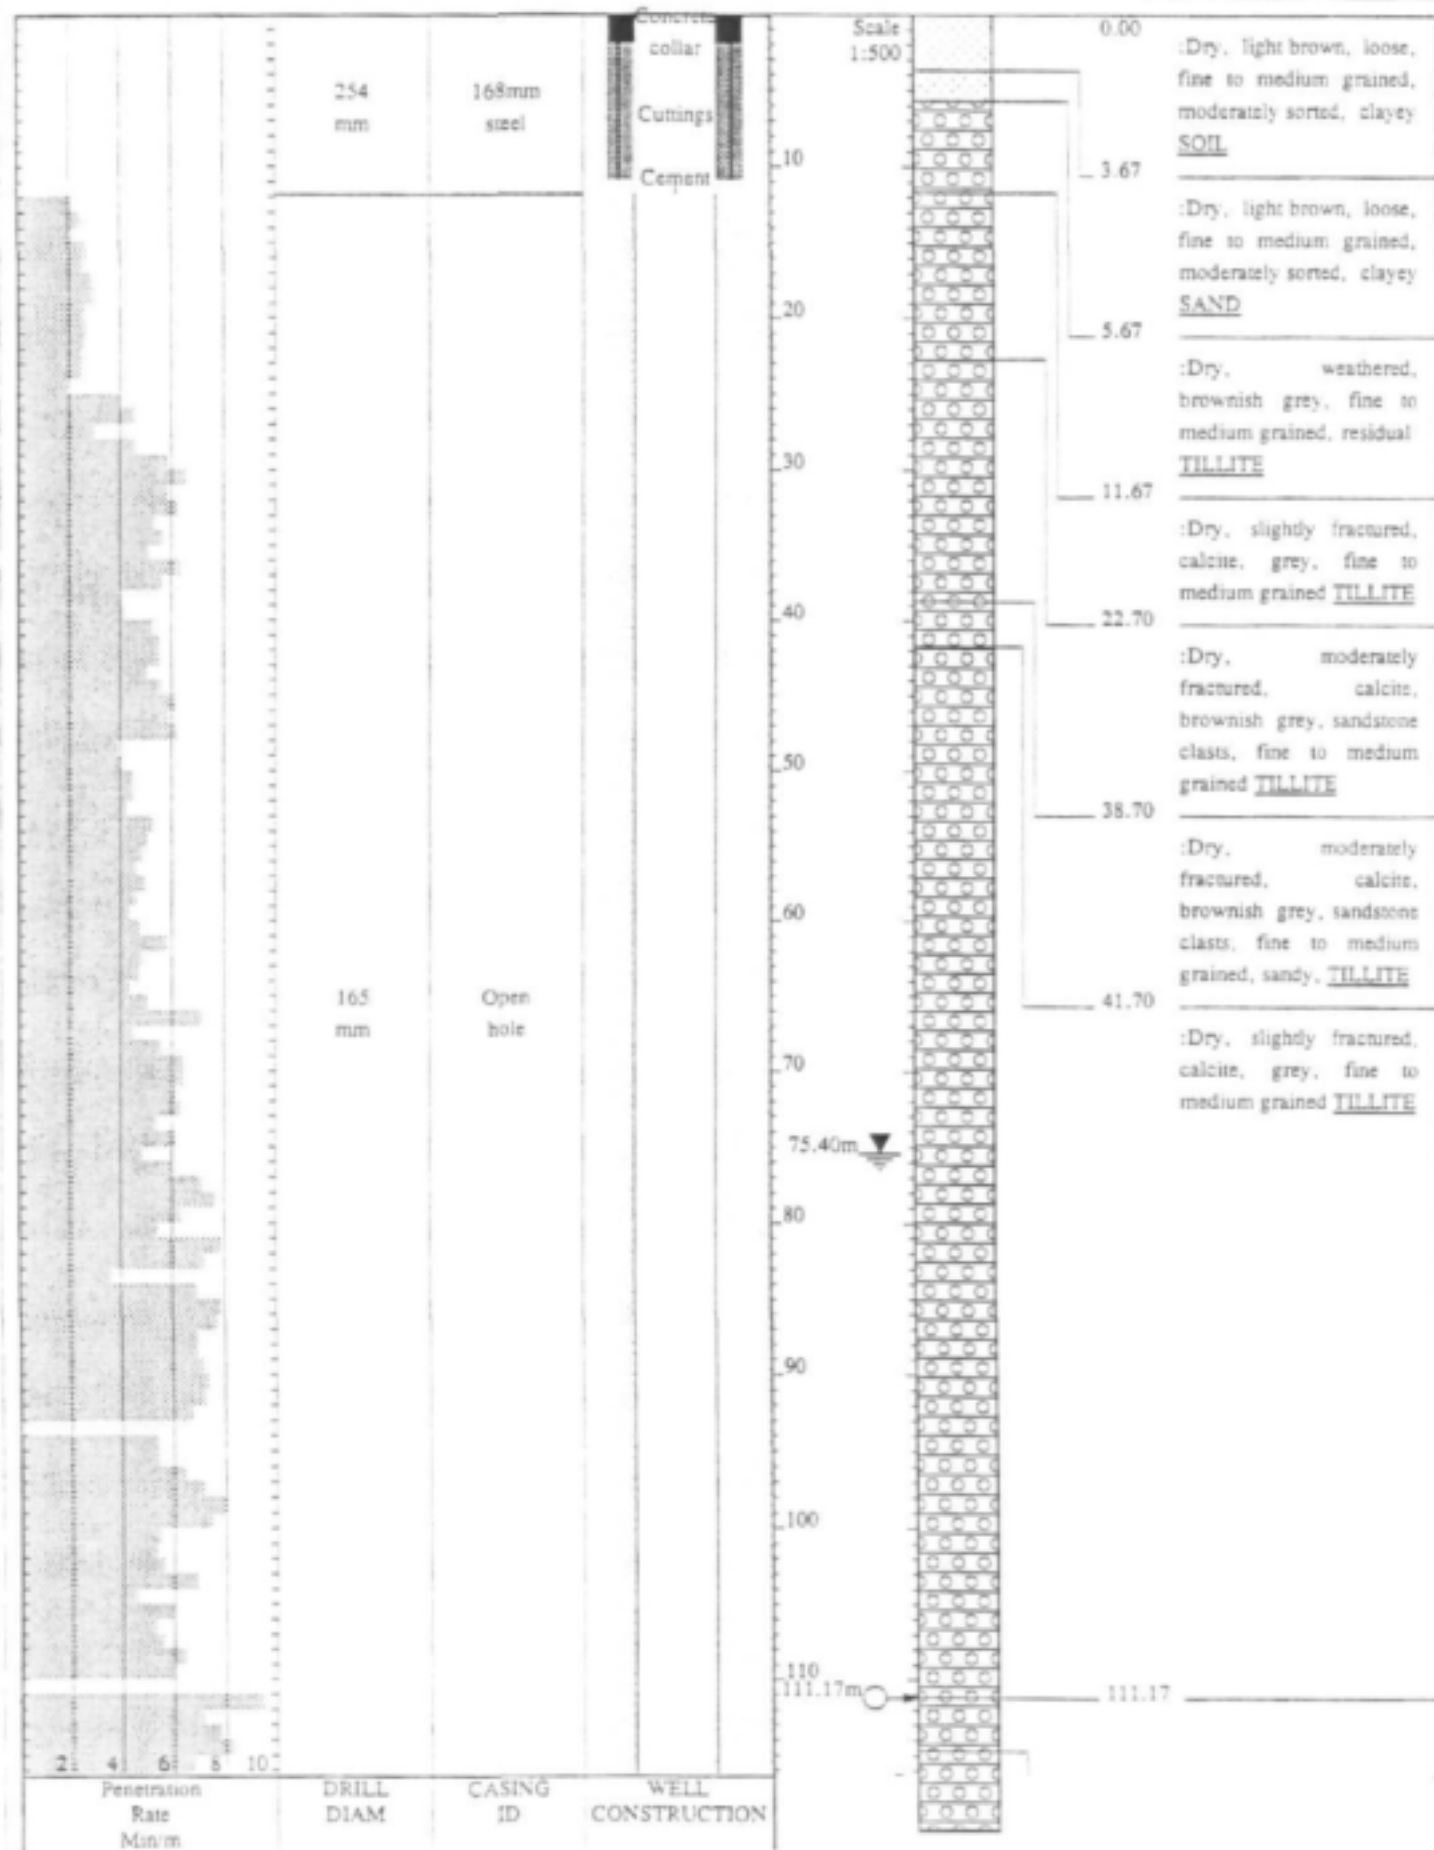 Concrete
collar
Cuttings
Cement
254
mm
168mm
steel
165
mm
Open
hole
10
20
30
40
50
60
70
75.40m
80
90
100
110
111.17m
Scale
1:500
0.00
:Dry, light brown, loose,
fine to medium grained,
moderately sorted, clayey
SOIL
3.67
:Dry, light brown, loose,
fine to medium grained,
moderately sorted, clayey
SAND
5.67
:Dry, weathered,
brownish grey, fine to
medium grained, residual
TILLITE
11.67
:Dry, slightly fractured,
calcite, grey, fine to
medium grained TILLITE
22.70
:Dry, moderately
fractured, calcite,
brownish grey, sandstone
clasts, fine to medium
grained TILLITE
38.70
:Dry, moderately
fractured, calcite,
brownish grey, sandstone
clasts, fine to medium
grained, sandy, TILLITE
41.70
:Dry, slightly fractured,
calcite, grey, fine to
medium grained TILLITE
111.17
2 4 6 8 10
Penetration
Rate
Min/m
DRILL
DIAM
CASING
ID
WELL
CONSTRUCTION